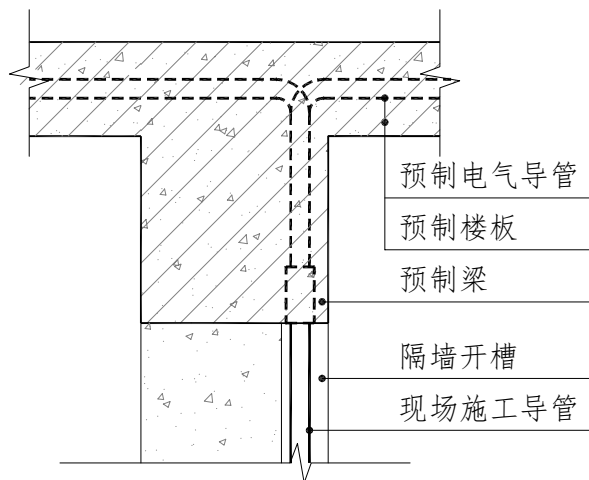 预制电气导管
预制楼板
预制梁
隔墙开槽
现场施工导管